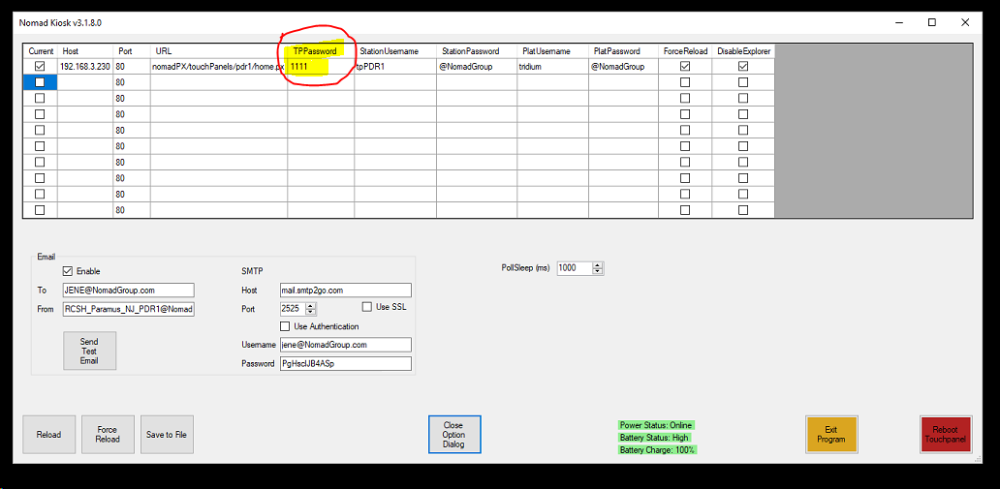 Nomad Kiosk v3.1.8.0
Current Host Port URL TPPassword StationUsername StationPassword PlatUsername PlatPassword ForceReload DisableExplorer
192.168.3.230 80 nomadPX/touchPanels/pdr1/home.px 1111 tpPDR1 @NomadGroup tridium @NomadGroup
80
80
80
80
80
80
80
80
80
Email
Enable SMTP PollSleep (ms) 1000
To JENE@NomadGroup.com Host mail.smtp2go.com
From RCSH_Paramus_NJ_PDR1@Nomad Port 2525 Use SSL
Use Authentication
Send
Test
Email
Username jene@NomadGroup.com
Password PgHscIJB4ASp
Reload
Force
Reload
Save to File
Close
Option
Dialog
Power Status: Online
Battery Status: High
Battery Charge: 100%
Exit
Program
Reboot
Touchpanel